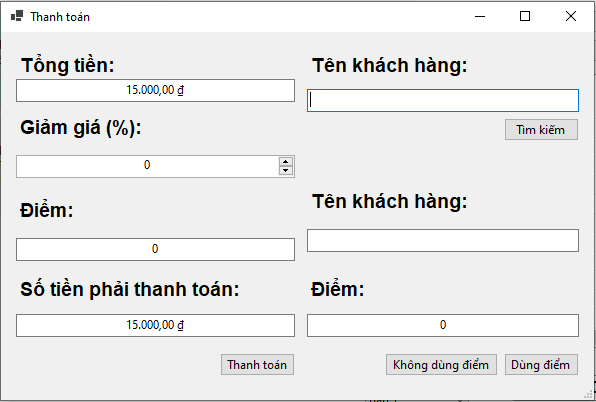 Thanh toán
Tổng tiền:
15.000,00 ₫
Giảm giá (%):
0
Điểm:
0
Số tiền phải thanh toán:
15.000,00 ₫
Thanh toán
Tên khách hàng:
Tìm kiếm
Tên khách hàng:
Điểm:
0
Không dùng điểm
Dùng điểm